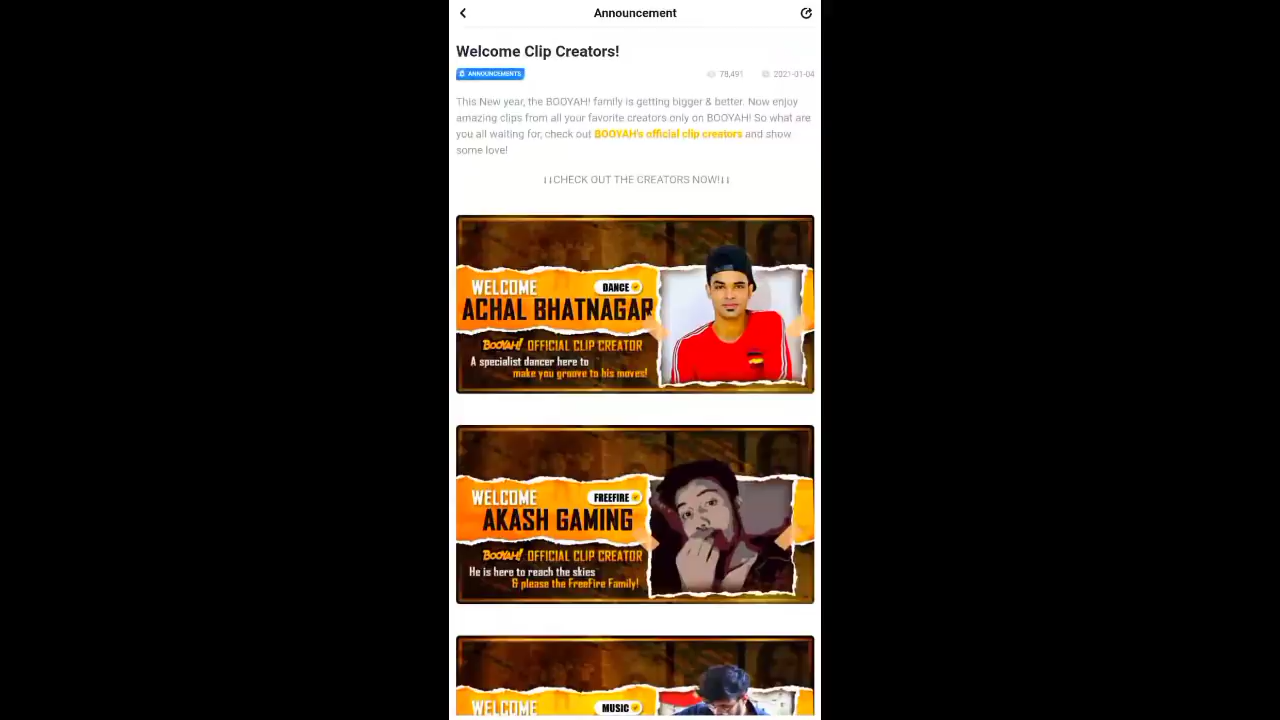 Announcement
Welcome Clip Creators!
ANNOUNCEMENTS
78,491
2021-01-04
This New year, the BOOYAH! family is getting bigger & better. Now enjoy
amazing clips from all your favorite creators only on BOOYAH! So what are
you all waiting for, check out BOOYAH's official clip creators and show
some love!
↓↓CHECK OUT THE CREATORS NOW!↓↓
WELCOME
DANCE
ACHAL BHATNAGAR
BOOYAH! OFFICIAL CLIP CREATOR
A specialist dancer here to
make you groove to his moves!
WELCOME
FREEFIRE
AKASH GAMING
BOOYAH! OFFICIAL CLIP CREATOR
He is here to reach the skies
& please the FreeFire Family!
WELCOME
MUSIC